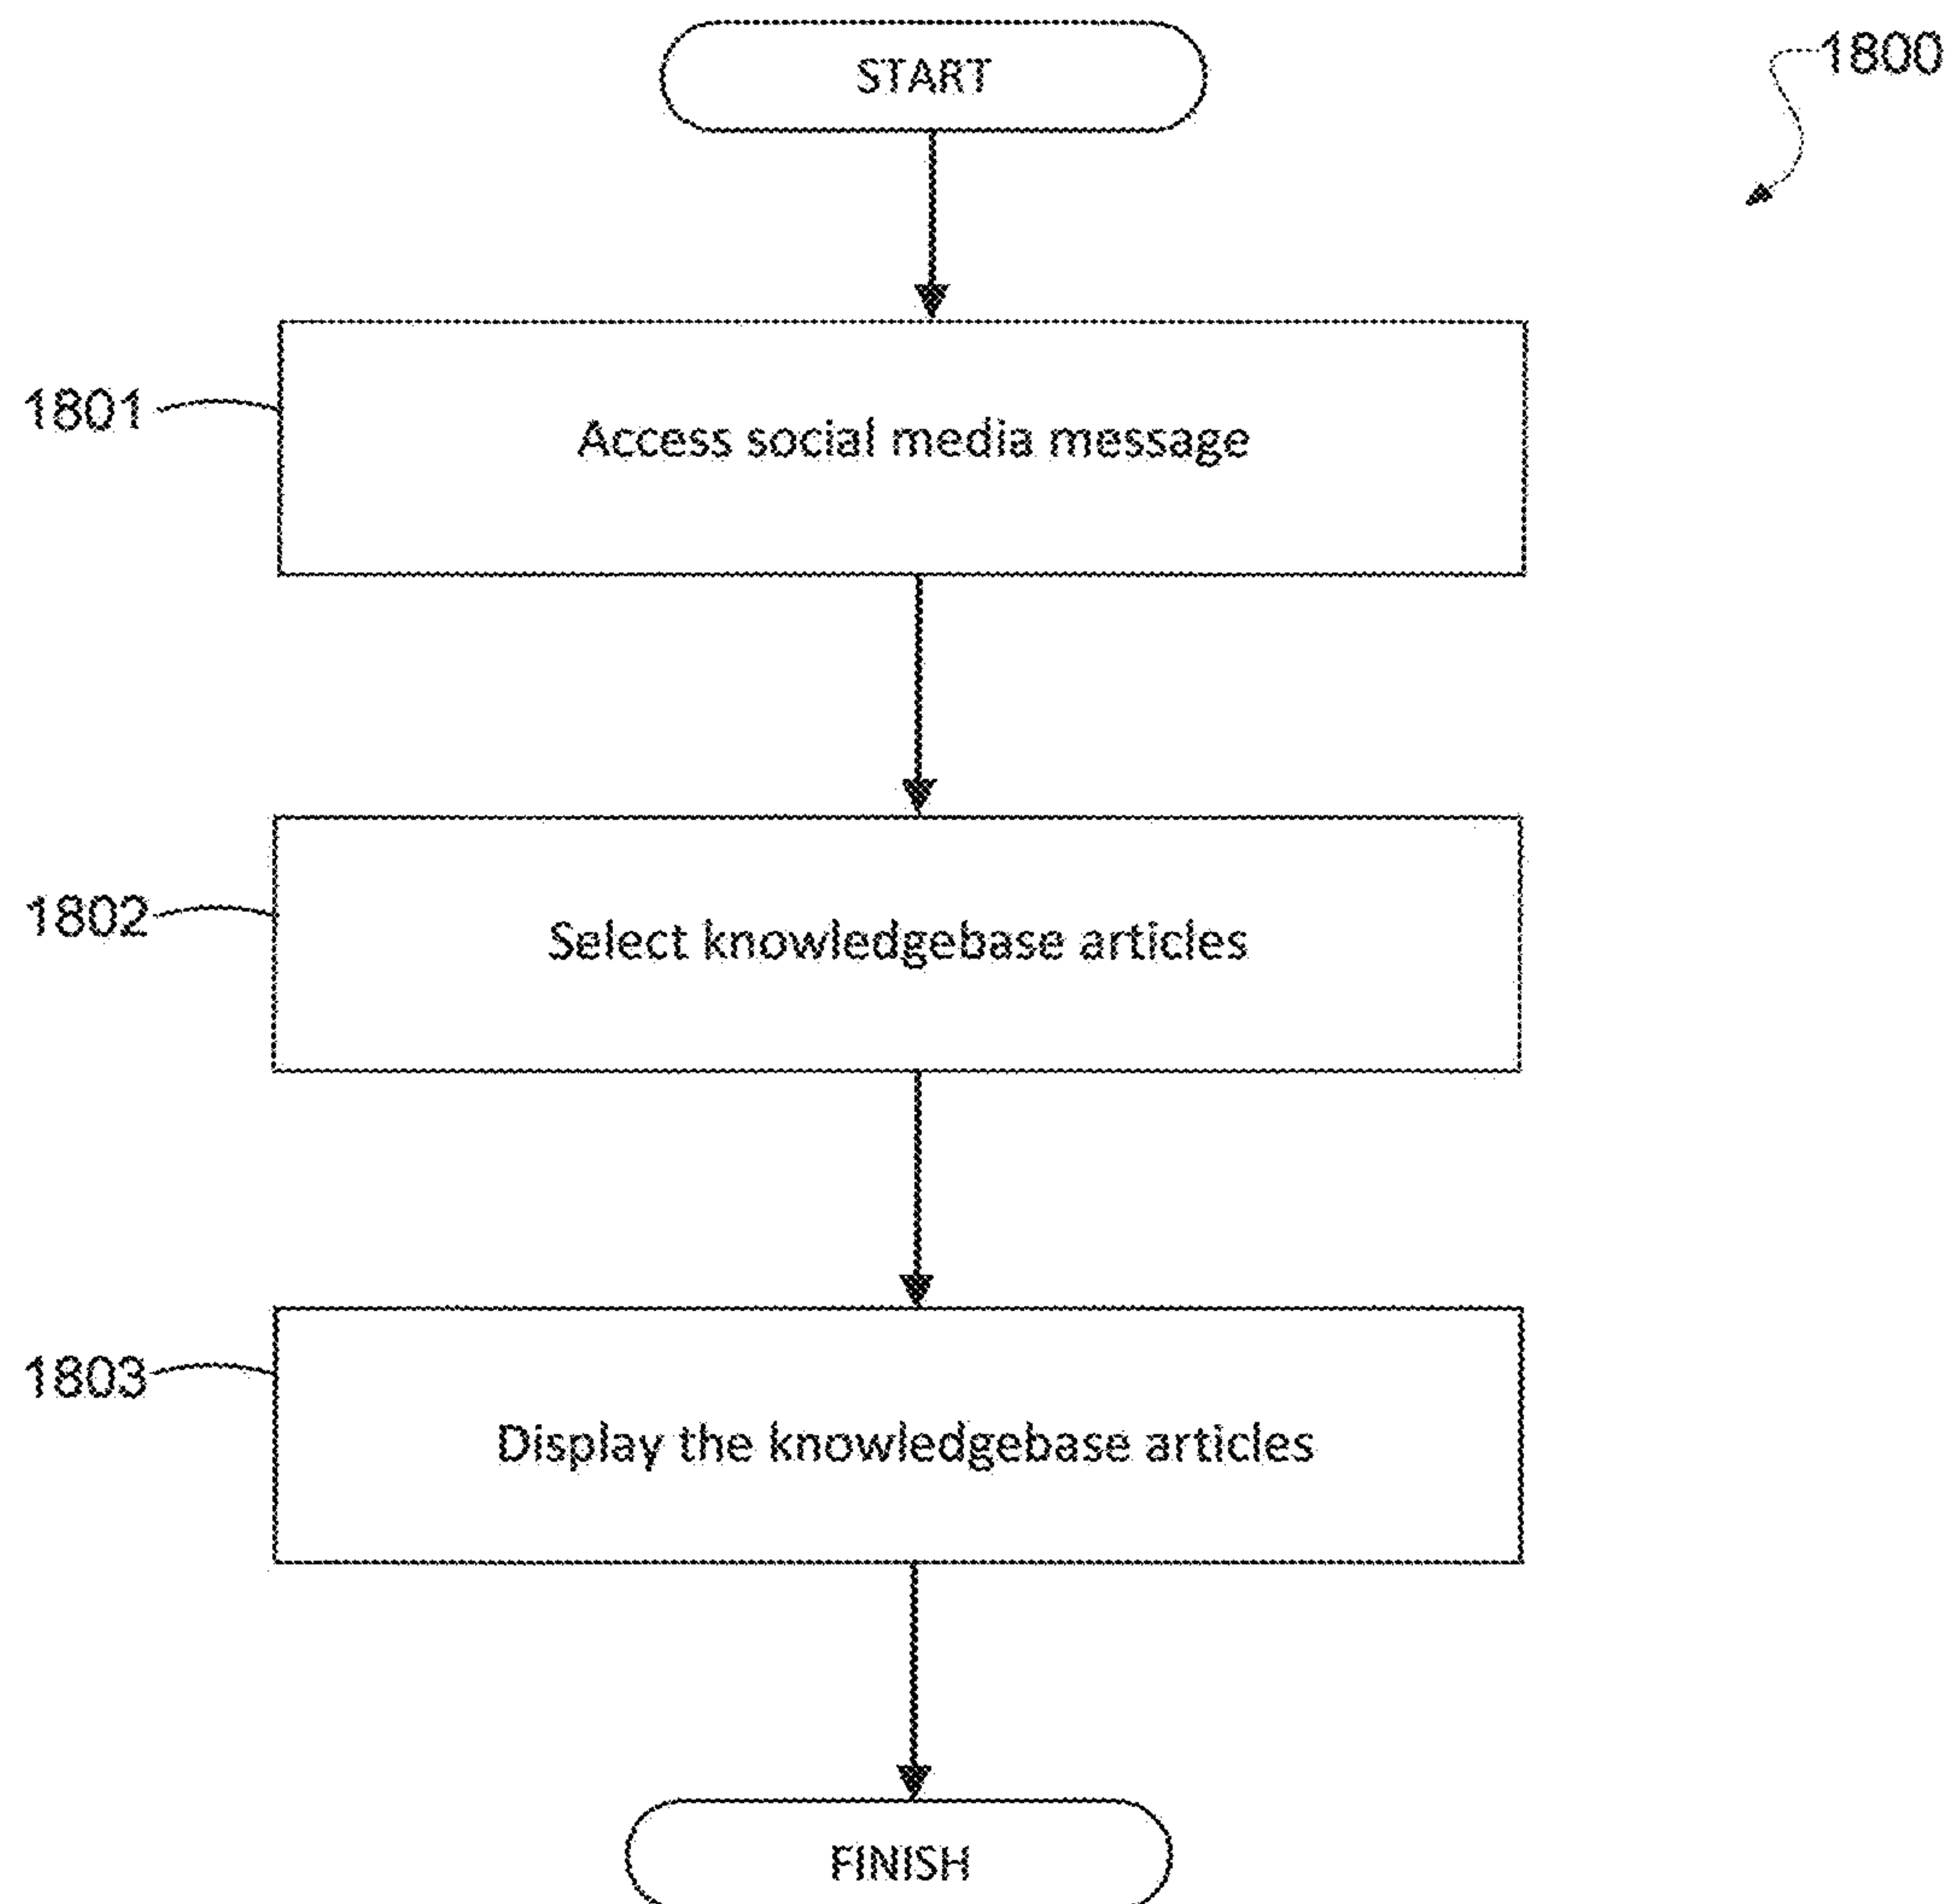 START
1800
1801
Access social media message
1802
Select knowledgebase articles
1803
Display the knowledgebase articles
FINISH